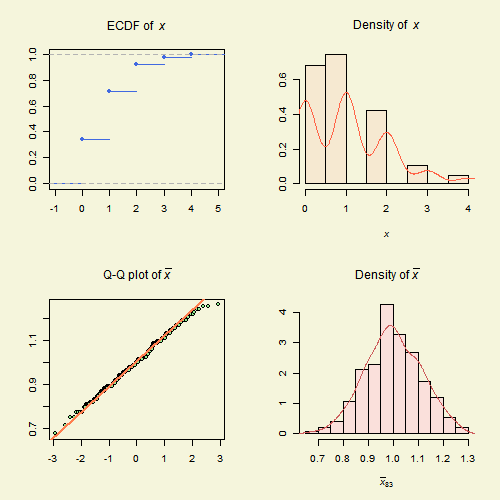 ECDF of x
Density of x
0.0 0.2 0.4 0.6 0.8 1.0
-1 0 1 2 3 4 5
0.0 0.2 0.4 0.6
0 1 2 3 4
x
Q-Q plot of x̅
Density of x̅
0.7 0.9 1.1
-3 -2 -1 0 1 2 3
0 1 2 3 4
0.7 0.8 0.9 1.0 1.1 1.2 1.3
x̅₈₃